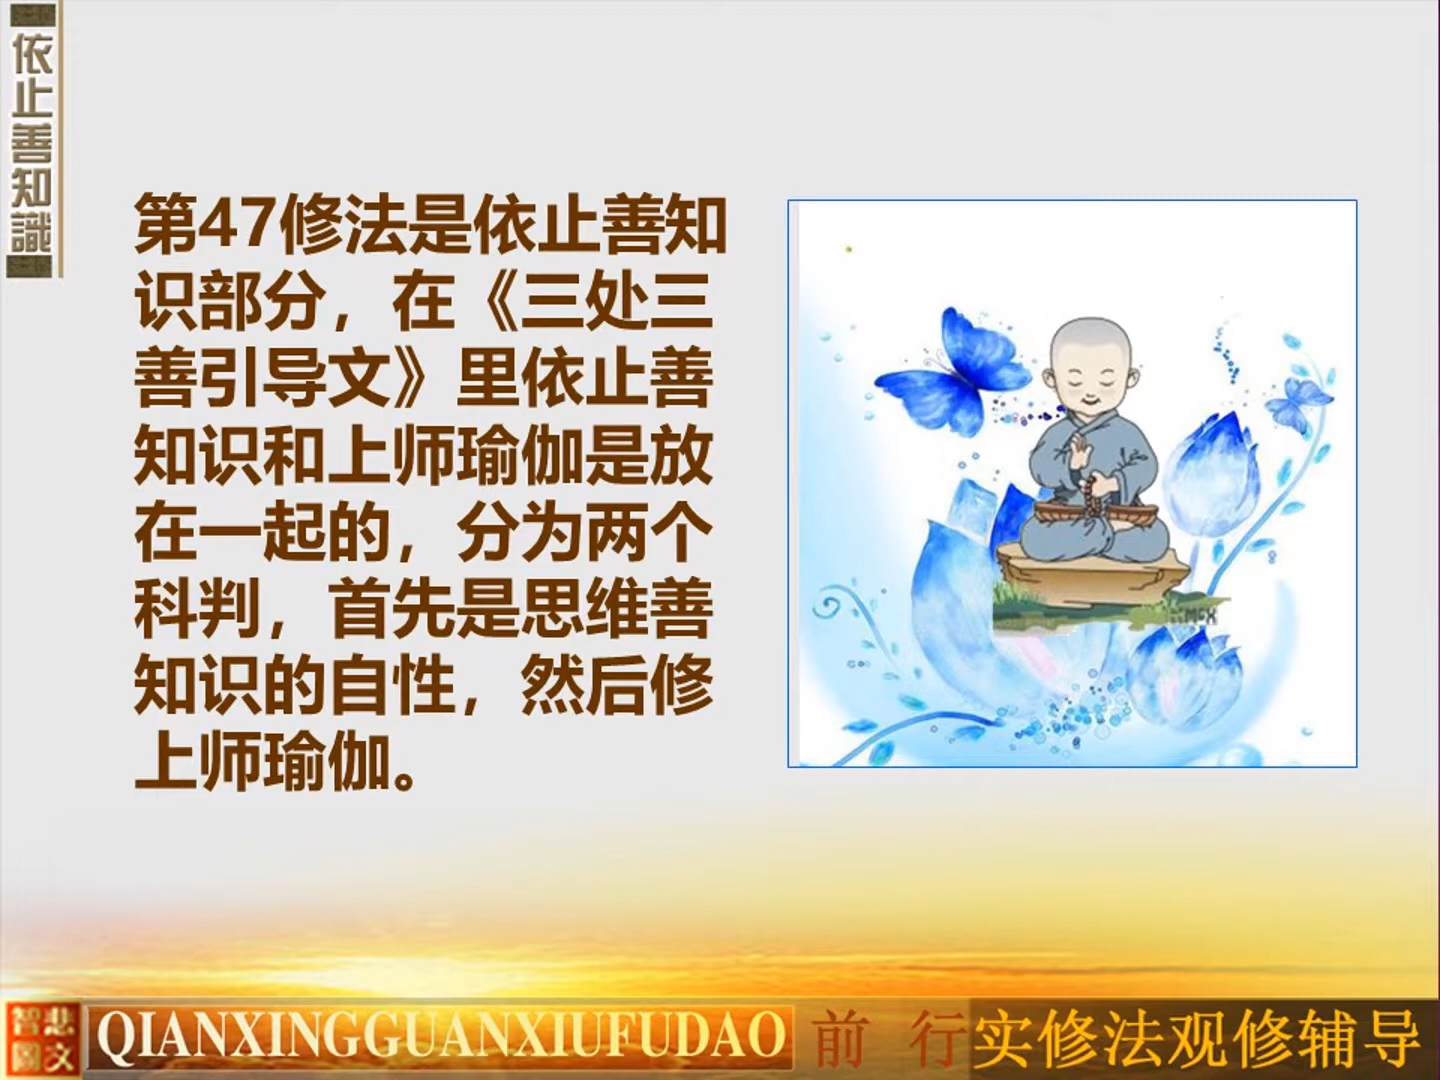 依止善知識
第47修法是依止善知
识部分，在《三处三
善引导文》里依止善
知识和上师瑜伽是放
在一起的，分为两个
科判，首先是思维善
知识的自性，然后修
上师瑜伽。
智悲
圖文
QIANXINGGUANXIUFUDAO 前 行 实修法观修辅导